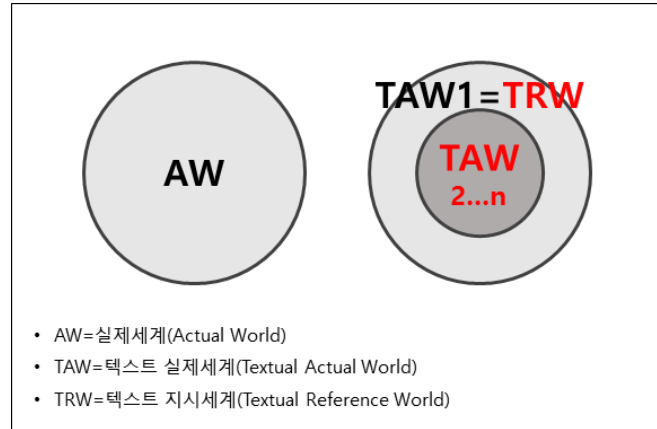 AW
TAW1=TRW
TAW
2...n
• AW=실제세계(Actual World)
• TAW=텍스트 실제세계(Textual Actual World)
• TRW=텍스트 지시세계(Textual Reference World)